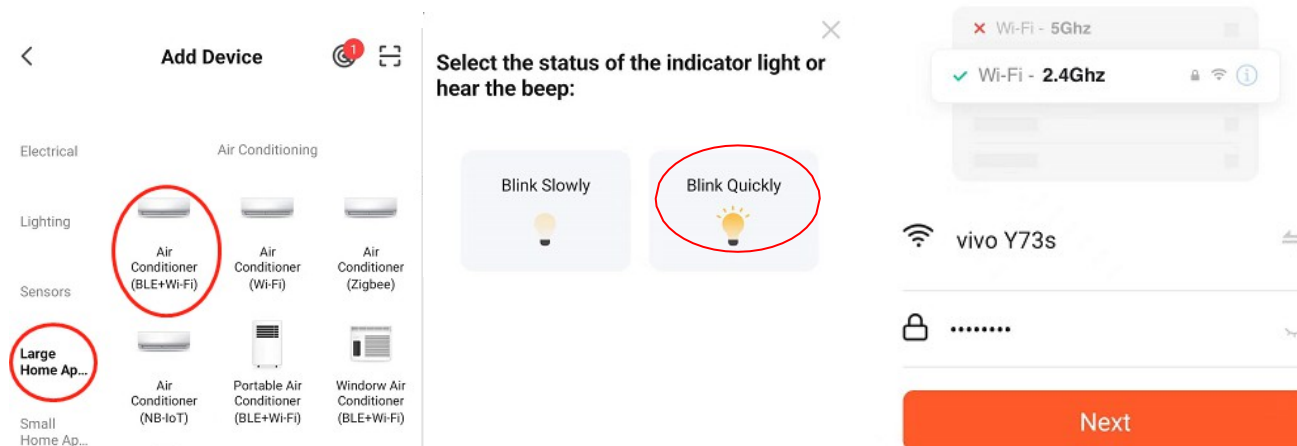 Add Device
1
Electrical
Air Conditioning
Lighting
Air
Conditioner
(BLE+Wi-Fi)
Air
Conditioner
(Wi-Fi)
Air
Conditioner
(Zigbee)
Sensors
Large
Home Ap...
Air
Conditioner
(NB-IoT)
Portable Air
Conditioner
(BLE+Wi-Fi)
Windorw Air
Conditioner
(BLE+Wi-Fi)
Small
Home Ap...
Select the status of the indicator light or
hear the beep:
Blink Slowly
Blink Quickly
Wi-Fi - 5Ghz
Wi-Fi - 2.4Ghz
vivo Y73s
••••••••
Next